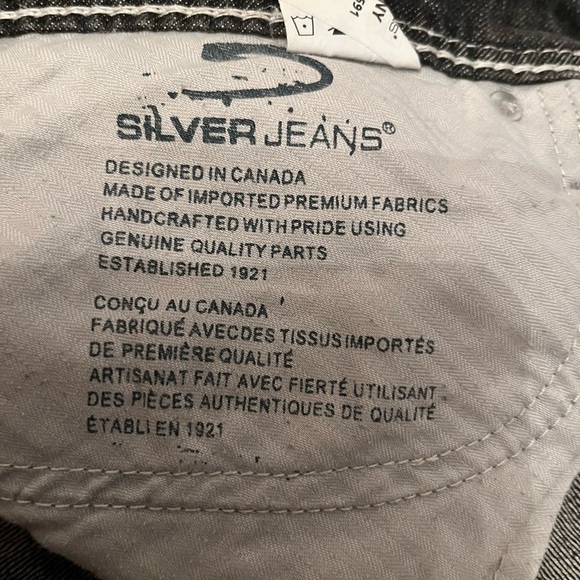 SILVER JEANS®
DESIGNED IN CANADA
MADE OF IMPORTED PREMIUM FABRICS
HANDCRAFTED WITH PRIDE USING
GENUINE QUALITY PARTS
ESTABLISHED 1921
CONÇU AU CANADA
FABRIQUÉ AVECDES TISSUS IMPORTÉS
DE PREMIÈRE QUALITÉ
ARTISANAT FAIT AVEC FIERTÉ UTILISANT
DES PIÈCES AUTHENTIQUES DE QUALITÉ
ÉTABLI EN 1921